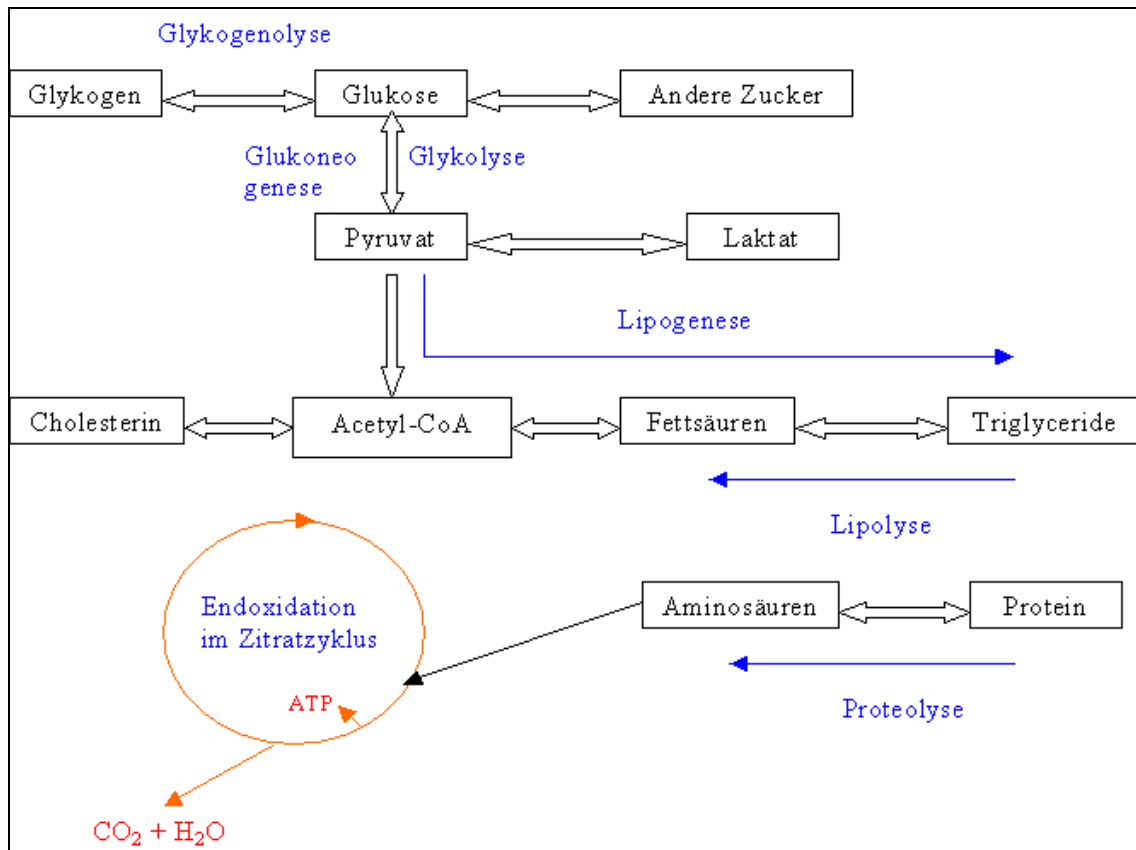 Glykogenolyse
Glykogen
Glukose
Andere Zucker
Glukoneo
genese
Glykolyse
Pyruvat
Laktat
Lipogenese
Cholesterin
Acetyl-CoA
Fettsäuren
Triglyceride
Lipolyse
Endoxidation
im Zitratzyklus
Aminosäuren
Protein
ATP
Proteolyse
CO₂ + H₂O